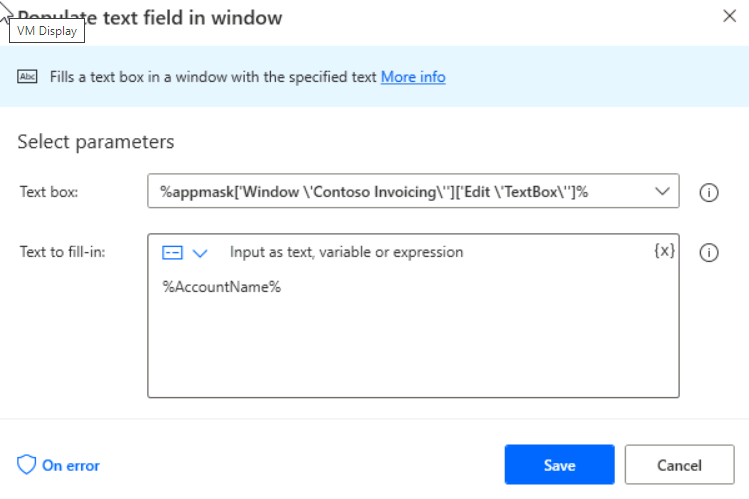 Populate text field in window
VM Display
Abc Fills a text box in a window with the specified text More info
Select parameters
Text box: %appmask['Window \'Contoso Invoicing\'']['Edit \'TextBox\'']%
Text to fill-in: Input as text, variable or expression {x}
%AccountName%
On error Save Cancel